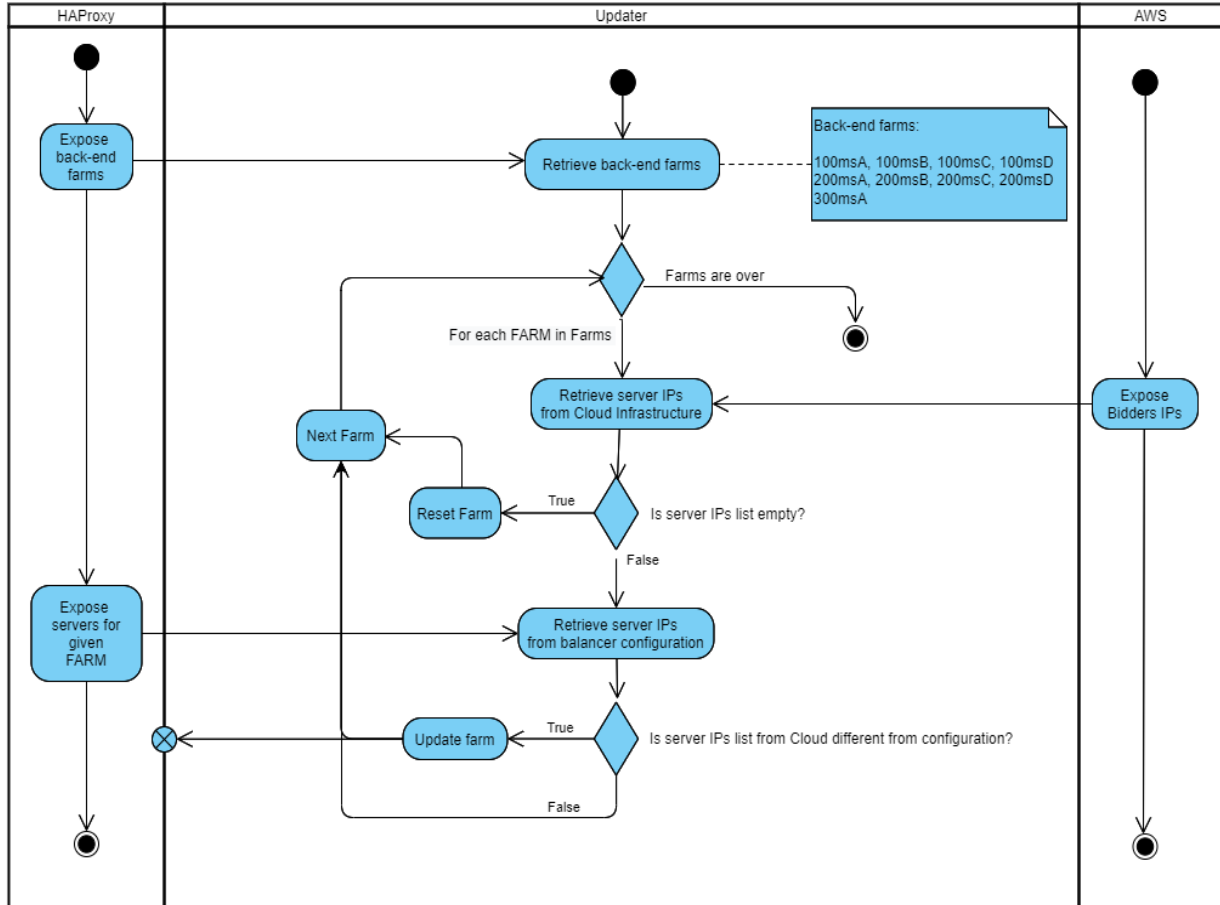 HAProxy
Updater
AWS
Expose
back-end
farms
Retrieve back-end farms
Back-end farms:
100msA, 100msB, 100msC, 100msD
200msA, 200msB, 200msC, 200msD
300msA
Farms are over
For each FARM in Farms
Retrieve server IPs
from Cloud Infrastructure
Expose
Bidders IPs
Next Farm
Reset Farm
True
Is server IPs list empty?
False
Expose
servers for
given
FARM
Retrieve server IPs
from balancer configuration
Update farm
True
Is server IPs list from Cloud different from configuration?
False